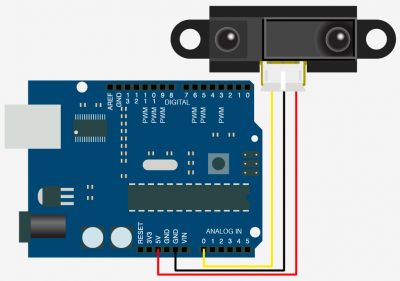 AREF
GND
13
12
11
10
9
8
7
6
5
4
3
2
1
0
PWM
PWM
PWM
PWM
PWM
PWM
DIGITAL
RESET
3V3
5V
GND
GND
VIN
ANALOG IN
0 1 2 3 4 5